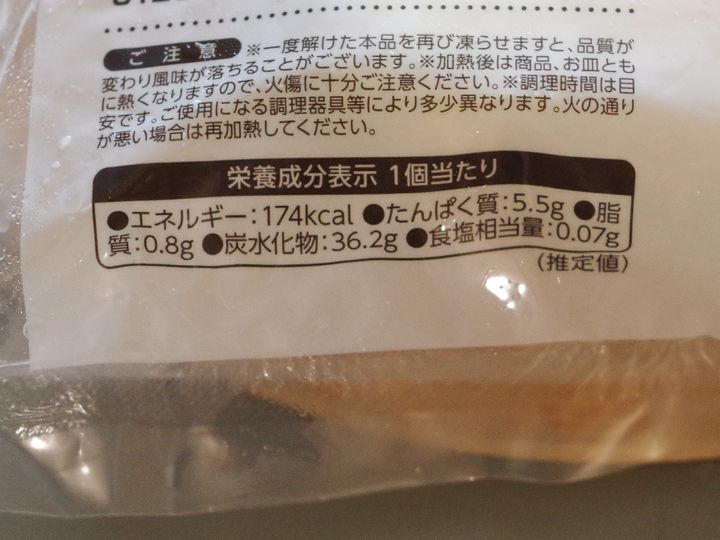 ご注意 ※一度解けた本品を再び凍らせますと、品質が
変わり風味が落ちることがございます。※加熱後は商品、お皿とも
に熱くなりますので、火傷に十分ご注意ください。※調理時間は目
安です。ご使用になる調理器具等により多少異なります。火の通り
が悪い場合は再加熱してください。
栄養成分表示 1個当たり
●エネルギー:174kcal ●たんぱく質:5.5g ●脂
質:0.8g ●炭水化物:36.2g ●食塩相当量:0.07g
(推定値)